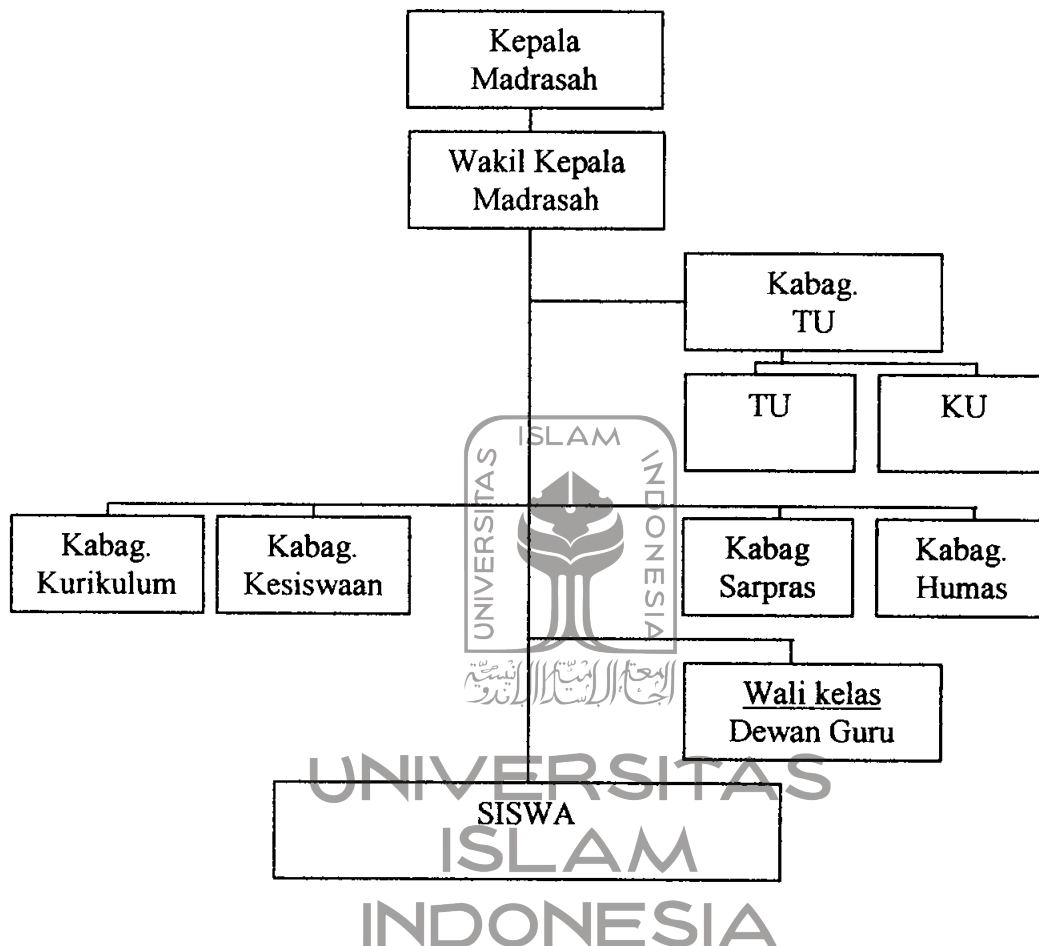 Kepala
Madrasah
Wakil Kepala
Madrasah
Kabag.
TU
TU
KU
Kabag.
Kurikulum
Kabag.
Kesiswaan
Kabag
Sarpras
Kabag.
Humas
Wali kelas
Dewan Guru
SISWA
UNIVERSITAS
ISLAM
INDONESIA
UNIVERSITAS
ISLAM
INDONESIA